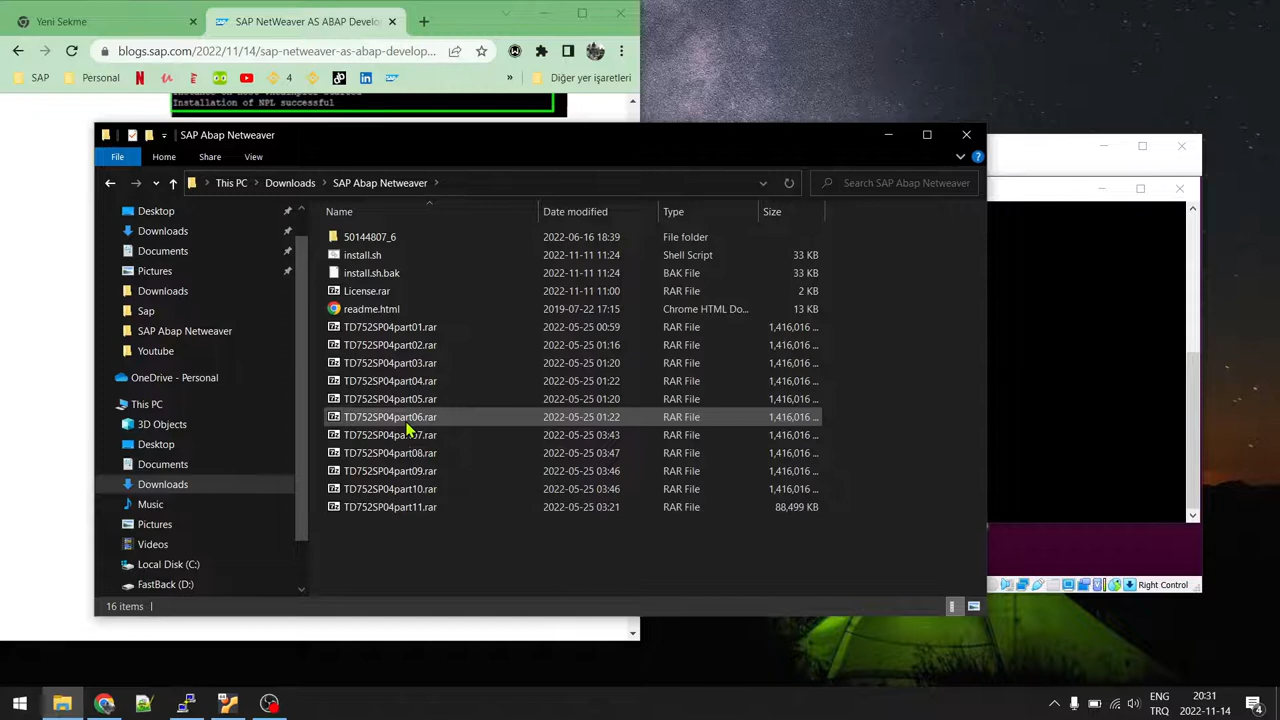 Yeni Sekme
SAP NetWeaver AS ABAP Develo
blogs.sap.com/2022/11/14/sap-netweaver-as-abap-develop...
SAP
Personal
4
»
Diğer yer işaretleri
Installation of NPL successful
SAP Abap Netweaver
File Home Share View
This PC > Downloads > SAP Abap Netweaver >
Search SAP Abap Netweaver
Name Date modified Type Size
50144807_6 2022-06-16 18:39 File folder
install.sh 2022-11-11 11:24 Shell Script 33 KB
install.sh.bak 2022-11-11 11:24 BAK File 33 KB
License.rar 2022-11-11 11:00 RAR File 2 KB
readme.html 2019-07-22 17:15 Chrome HTML Do... 13 KB
TD752SP04part01.rar 2022-05-25 00:59 RAR File 1,416,016 ...
TD752SP04part02.rar 2022-05-25 01:16 RAR File 1,416,016 ...
TD752SP04part03.rar 2022-05-25 01:20 RAR File 1,416,016 ...
TD752SP04part04.rar 2022-05-25 01:22 RAR File 1,416,016 ...
TD752SP04part05.rar 2022-05-25 01:20 RAR File 1,416,016 ...
TD752SP04part06.rar 2022-05-25 01:22 RAR File 1,416,016 ...
TD752SP04part07.rar 2022-05-25 03:43 RAR File 1,416,016 ...
TD752SP04part08.rar 2022-05-25 03:47 RAR File 1,416,016 ...
TD752SP04part09.rar 2022-05-25 03:46 RAR File 1,416,016 ...
TD752SP04part10.rar 2022-05-25 03:46 RAR File 1,416,016 ...
TD752SP04part11.rar 2022-05-25 03:21 RAR File 88,499 KB
Desktop
Downloads
Documents
Pictures
Downloads
Sap
SAP Abap Netweaver
Youtube
OneDrive - Personal
This PC
3D Objects
Desktop
Documents
Downloads
Music
Pictures
Videos
Local Disk (C:)
FastBack (D:)
16 items
Right Control
ENG
TRQ
20:31
2022-11-14
4